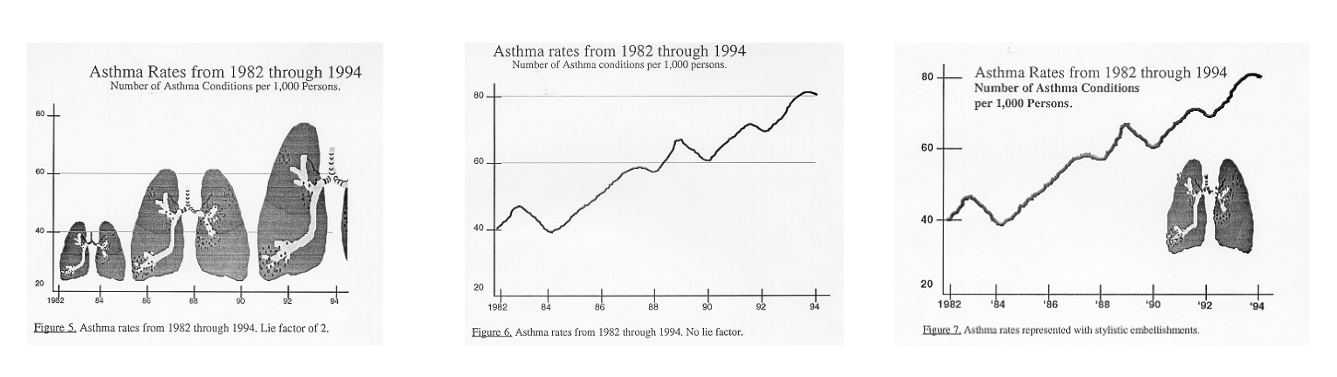 Asthma Rates from 1982 through 1994
Number of Asthma Conditions per 1,000 Persons.
80
60
40
20
1982 84 86 88 90 92 94
Figure 5. Asthma rates from 1982 through 1994. Lie factor of 2.
Asthma rates from 1982 through 1994
Number of Asthma conditions per 1,000 persons.
80
60
40
20
1982 84 86 88 90 92 94
Figure 6. Asthma rates from 1982 through 1994. No lie factor.
Asthma Rates from 1982 through 1994
Number of Asthma Conditions
per 1,000 Persons.
80
60
40
20
1982 '84 '86 '88 '90 '92 '94
Figure 7. Asthma rates represented with stylistic embellishments.